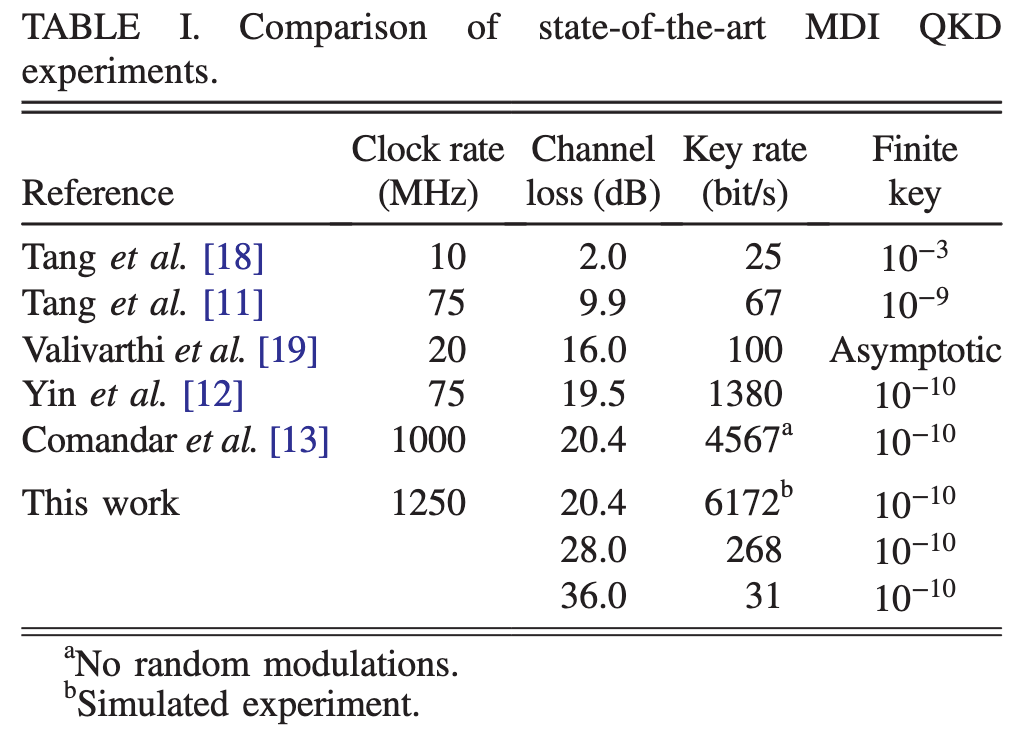 TABLE I. Comparison of state-of-the-art MDI QKD
experiments.
Clock rate Channel Key rate Finite
Reference (MHz) loss (dB) (bit/s) key
Tang et al. [18] 10 2.0 25 10⁻³
Tang et al. [11] 75 9.9 67 10⁻⁹
Valivarthi et al. [19] 20 16.0 100 Asymptotic
Yin et al. [12] 75 19.5 1380 10⁻¹⁰
Comandar et al. [13] 1000 20.4 4567ᵃ 10⁻¹⁰
This work 1250 20.4 6172ᵇ 10⁻¹⁰
28.0 268 10⁻¹⁰
36.0 31 10⁻¹⁰
ᵃNo random modulations.
ᵇSimulated experiment.